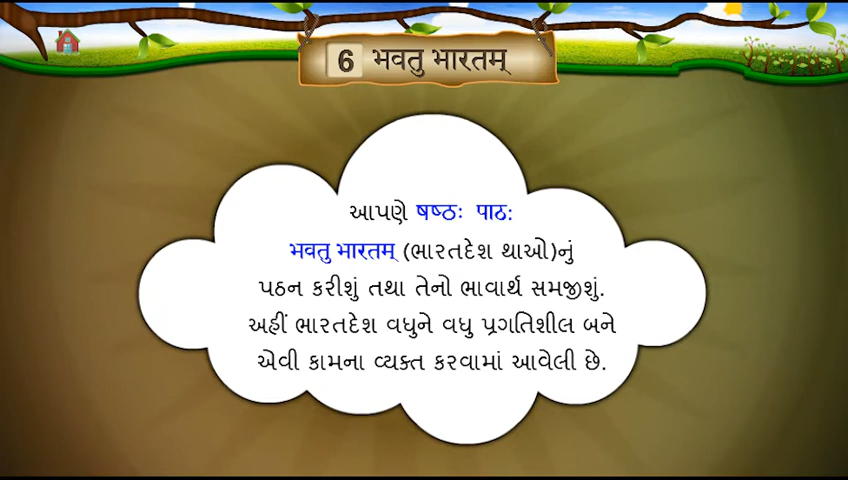 6 भवतु भारतम्
આપણે षष्ठः पाठः
भवतु भारतम् (ભારતદેશ થાઓ)નું
પઠન કરીશું તથા તેનો ભાવાર્થ સમજીશું.
અહીં ભારતદેશ વધુને વધુ પ્રગતિશીલ બને
એવી કામના વ્યક્ત કરવામાં આવેલી છે.